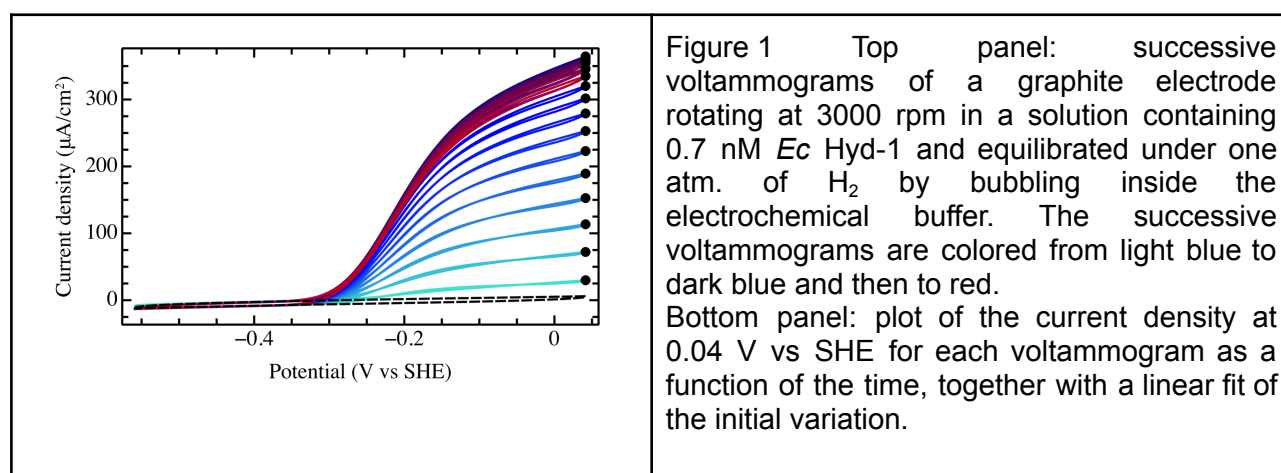 Current density (μA/cm²)
300
200
100
0
−0.4
−0.2
0
Potential (V vs SHE)
Figure 1 Top panel: successive
voltammograms of a graphite electrode
rotating at 3000 rpm in a solution containing
0.7 nM Ec Hyd-1 and equilibrated under one
atm. of H₂ by bubbling inside the
electrochemical buffer. The successive
voltammograms are colored from light blue to
dark blue and then to red.
Bottom panel: plot of the current density at
0.04 V vs SHE for each voltammogram as a
function of the time, together with a linear fit of
the initial variation.